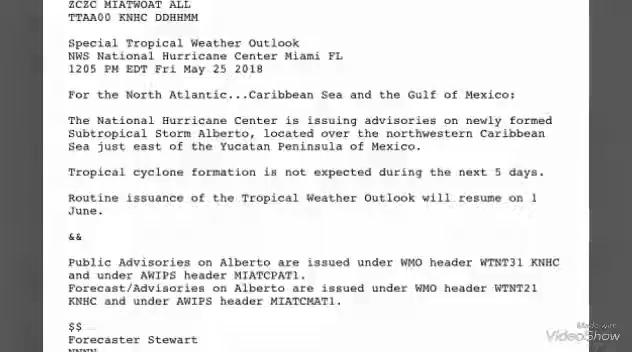 ZCZC MIATWOAT ALL
TTAA00 KNHC DDHHMM
Special Tropical Weather Outlook
NWS National Hurricane Center Miami FL
1205 PM EDT Fri May 25 2018
For the North Atlantic...Caribbean Sea and the Gulf of Mexico:
The National Hurricane Center is issuing advisories on newly formed
Subtropical Storm Alberto, located over the northwestern Caribbean
Sea just east of the Yucatan Peninsula of Mexico.
Tropical cyclone formation is not expected during the next 5 days.
Routine issuance of the Tropical Weather Outlook will resume on 1
June.
&&
Public Advisories on Alberto are issued under WMO header WTNT31 KNHC
and under AWIPS header MIATCPAT1.
Forecast/Advisories on Alberto are issued under WMO header WTNT21
KNHC and under AWIPS header MIATCMAT1.
$$
Forecaster Stewart
NNNN
Made with
VideoShow